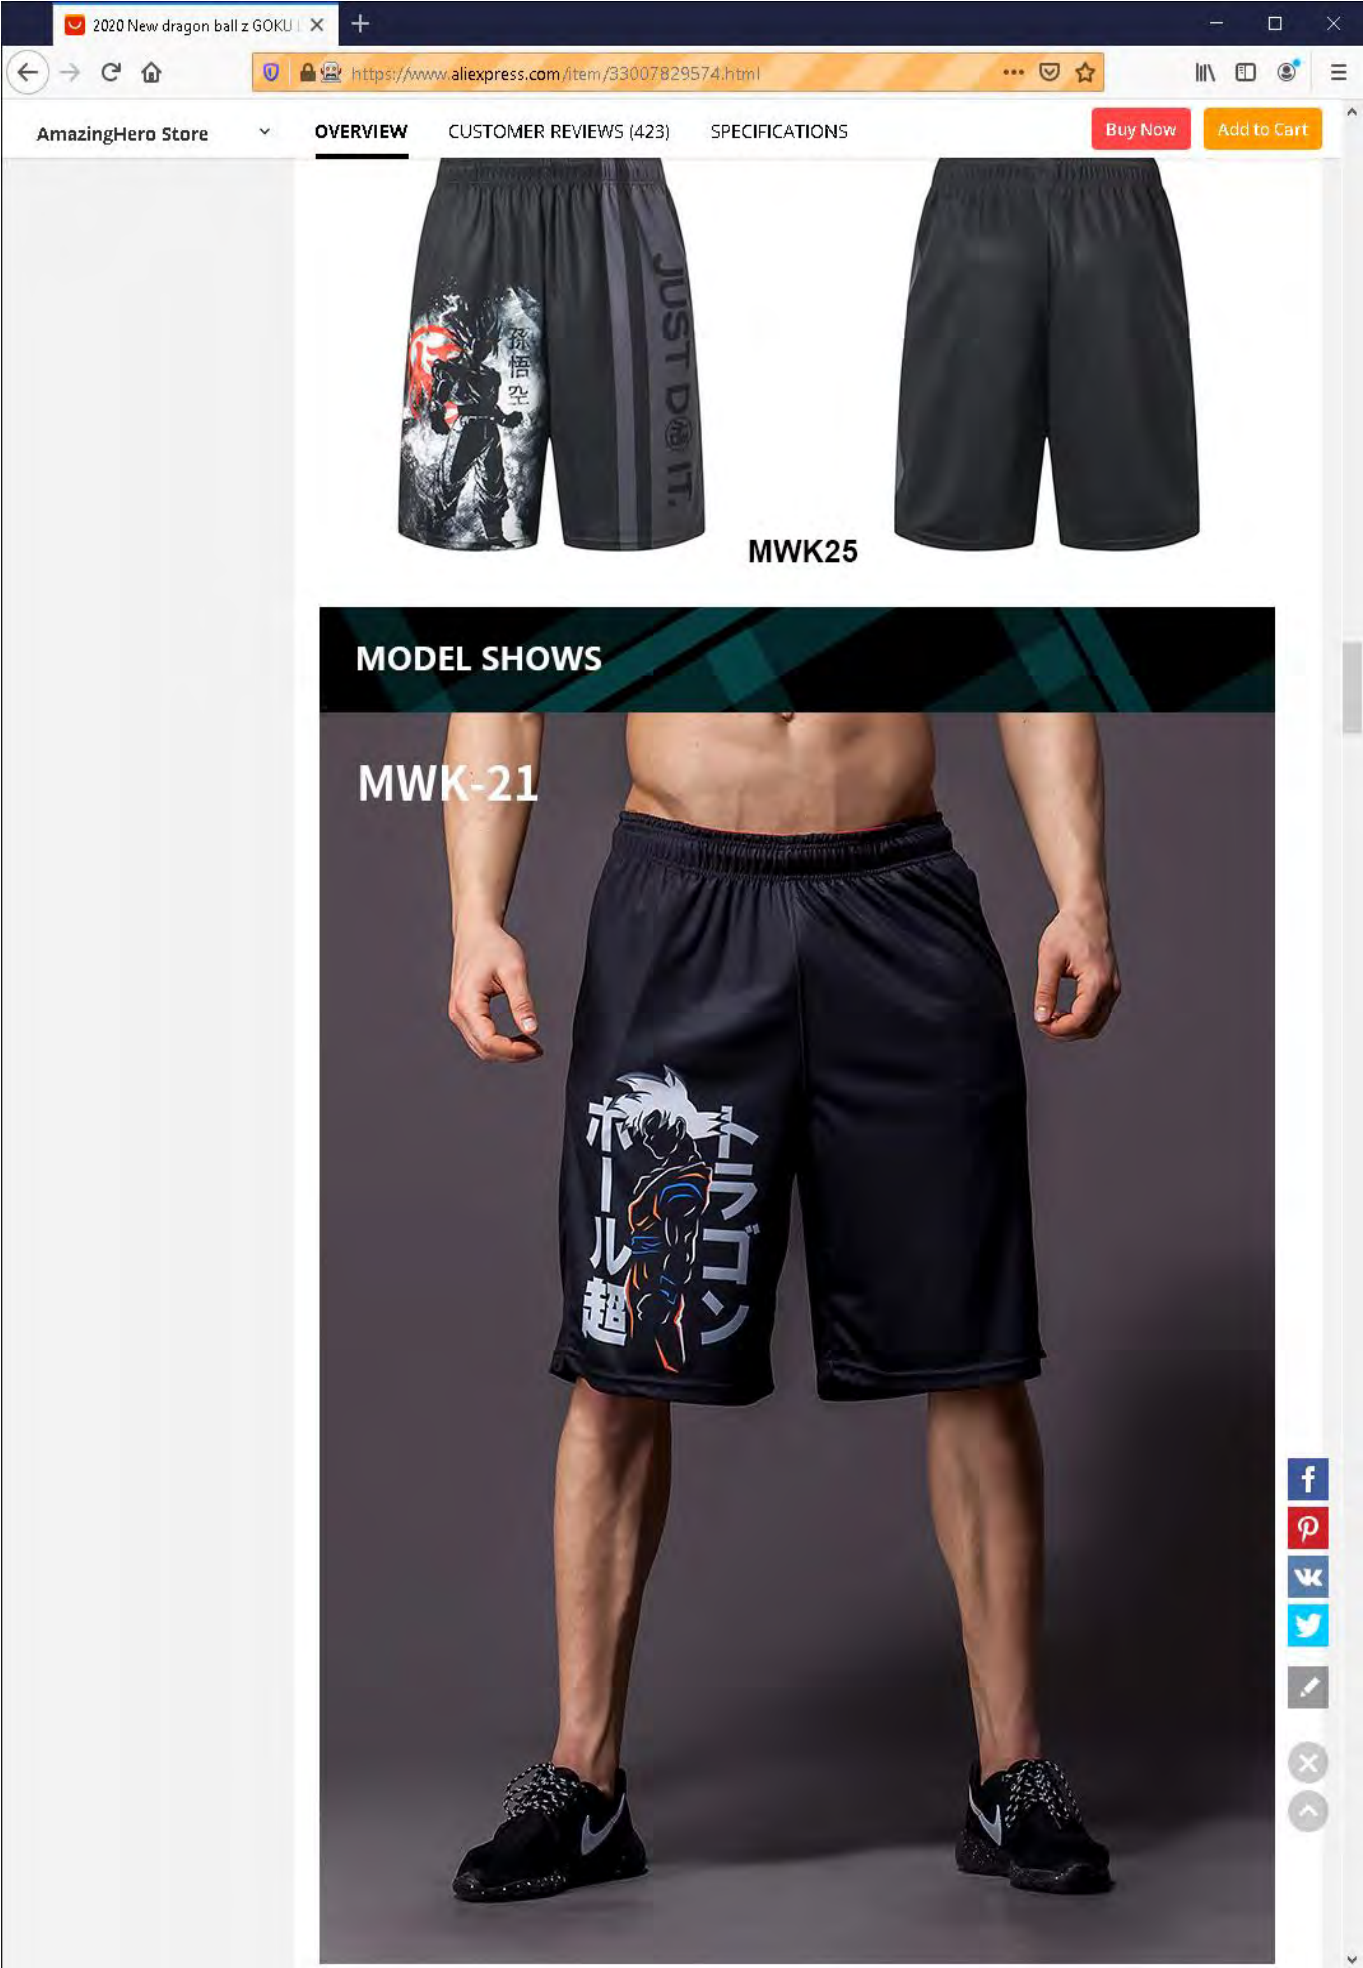 2020 New dragon ball z GOKU
https://www.aliexpress.com/item/33007829574.html
AmazingHero Store
OVERVIEW
CUSTOMER REVIEWS (423)
SPECIFICATIONS
Buy Now
Add to Cart
孫悟空
JUST DO IT.
MWK25
MODEL SHOWS
MWK-21
トラゴン
ホール超